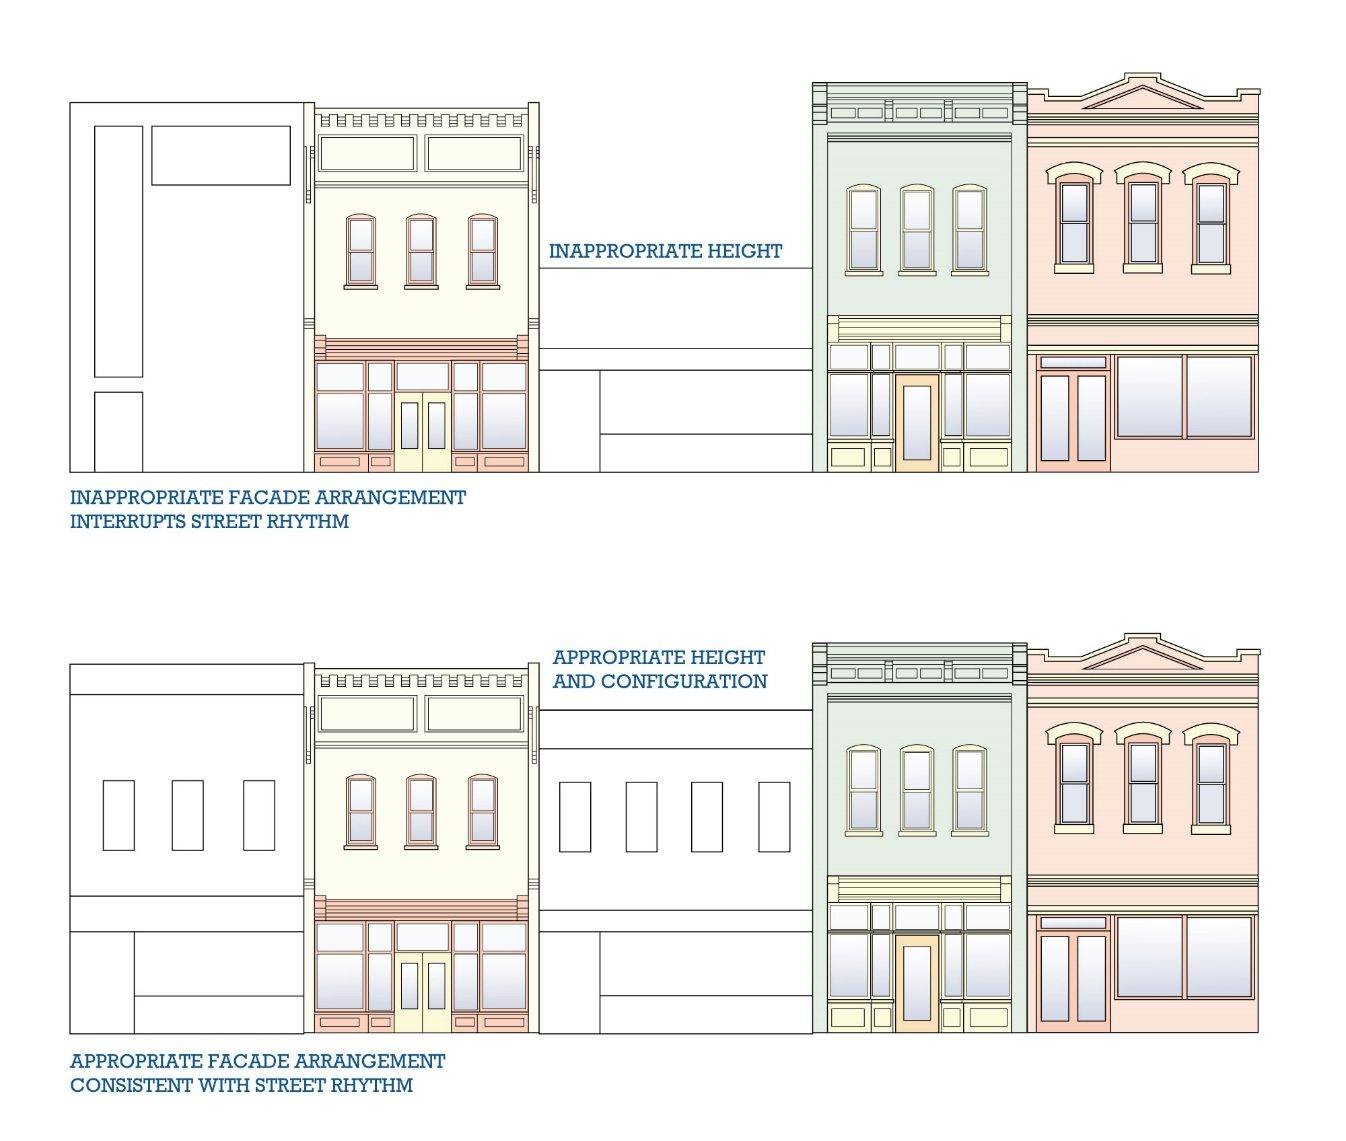 INAPPROPRIATE HEIGHT
INAPPROPRIATE FACADE ARRANGEMENT
INTERRUPTS STREET RHYTHM
APPROPRIATE HEIGHT
AND CONFIGURATION
APPROPRIATE FACADE ARRANGEMENT
CONSISTENT WITH STREET RHYTHM